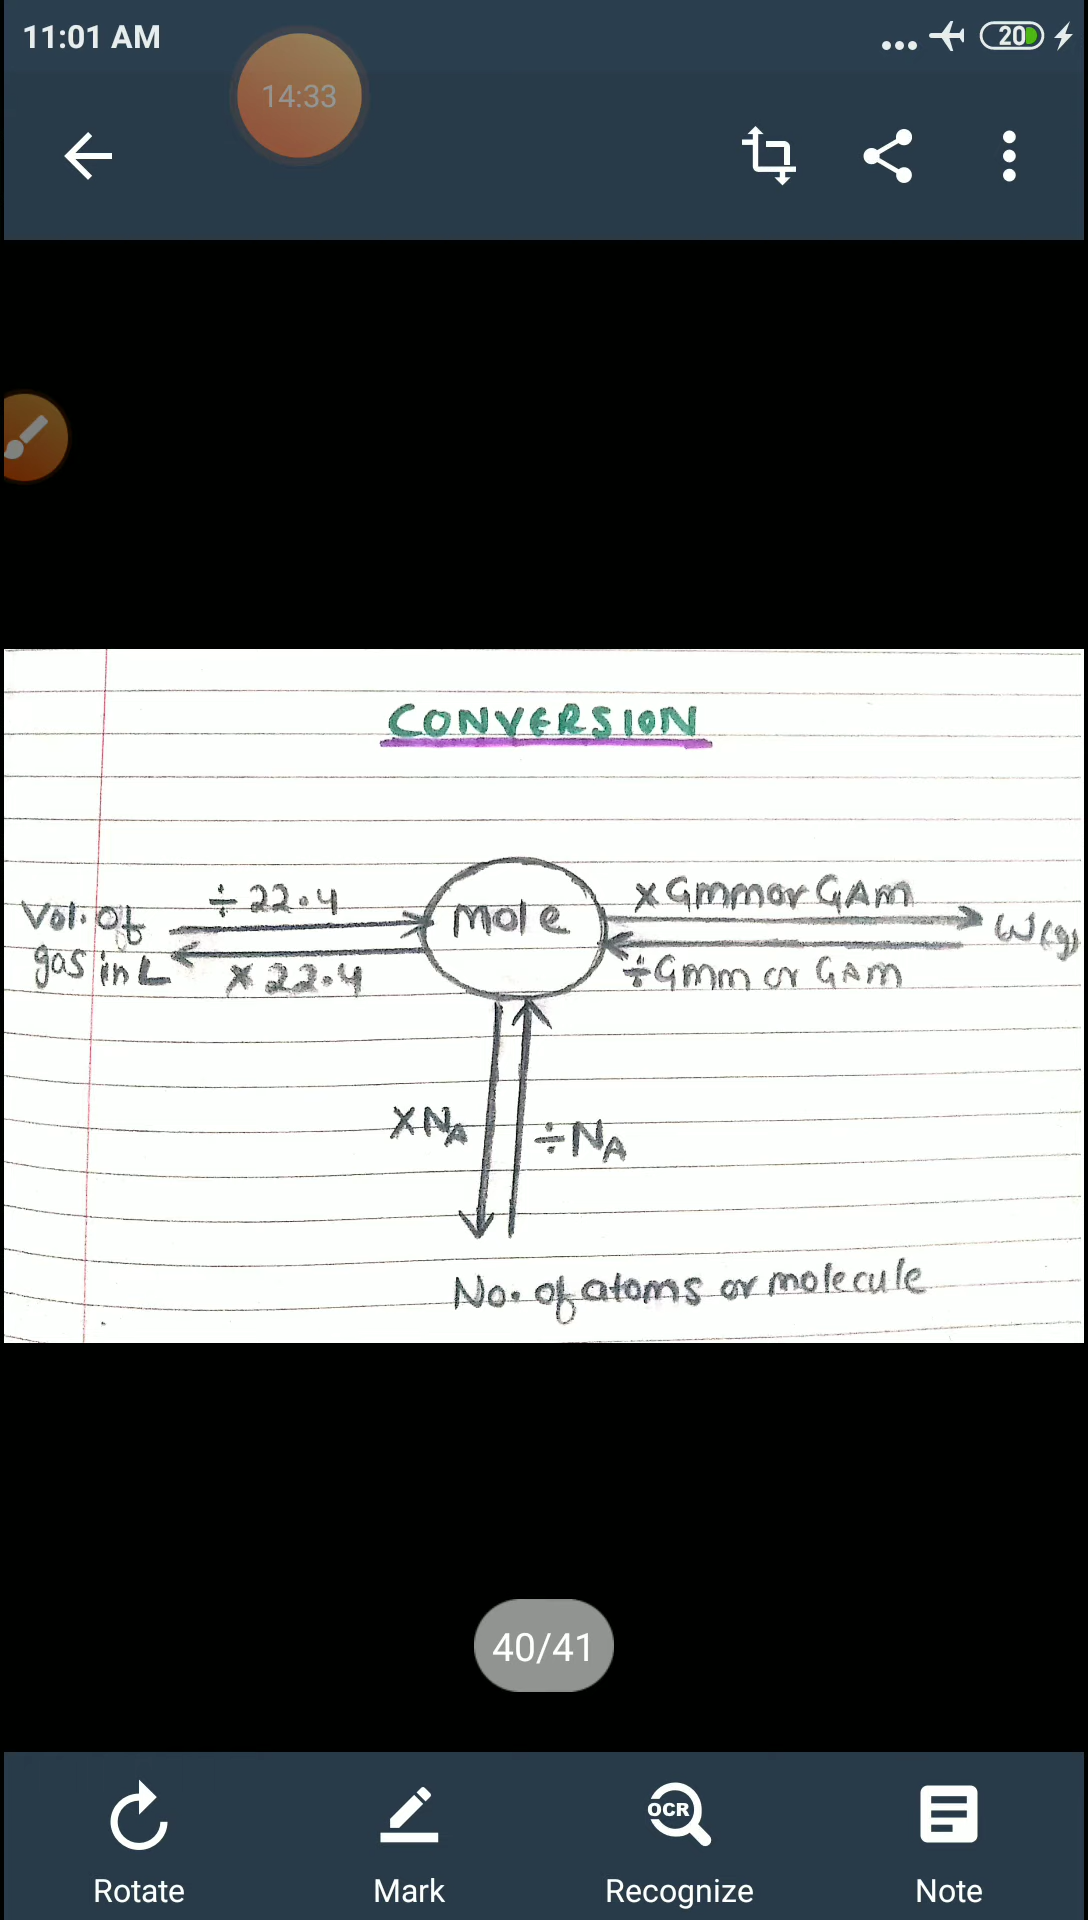 11:01 AM
20
14:33
CONVERSION
Vol. of
gas in L
÷ 22.4
× 22.4
mole
× Gmm or GAm
÷ Gmm or GAm
W(g)
× NA
÷ NA
No. of atoms or molecule
40/41
OCR
Rotate
Mark
Recognize
Note